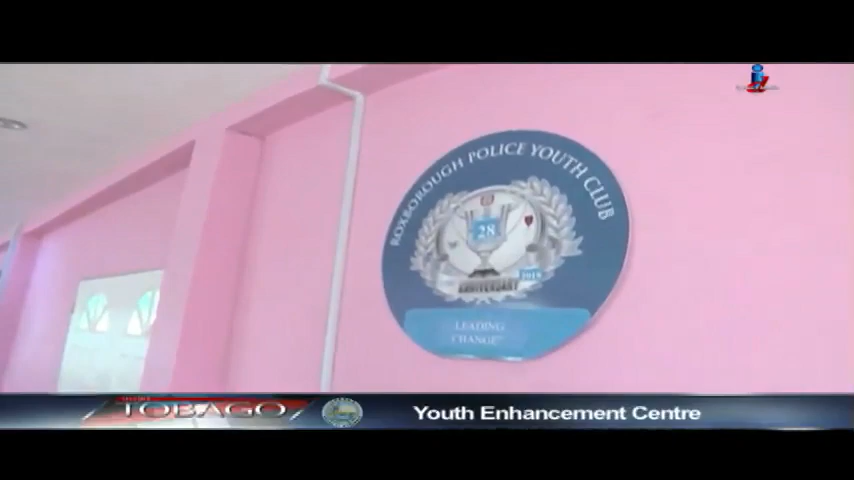 ROXBOROUGH POLICE YOUTH CLUB
28
2018
ANNIVERSARY
"LEADING
CHANGE"
TOBAGO
Youth Enhancement Centre